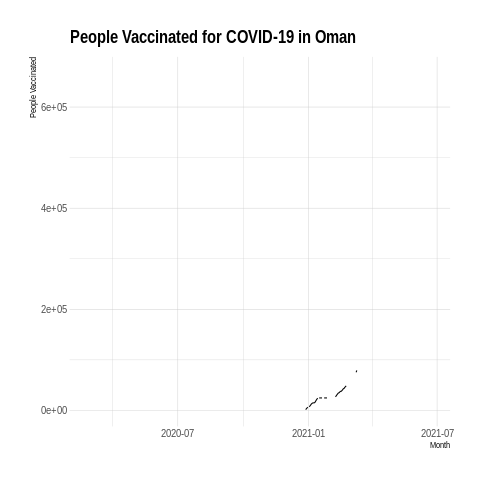 People Vaccinated for COVID-19 in Oman
People Vaccinated
6e+05
4e+05
2e+05
0e+00
2020-07
2021-01
2021-07
Month